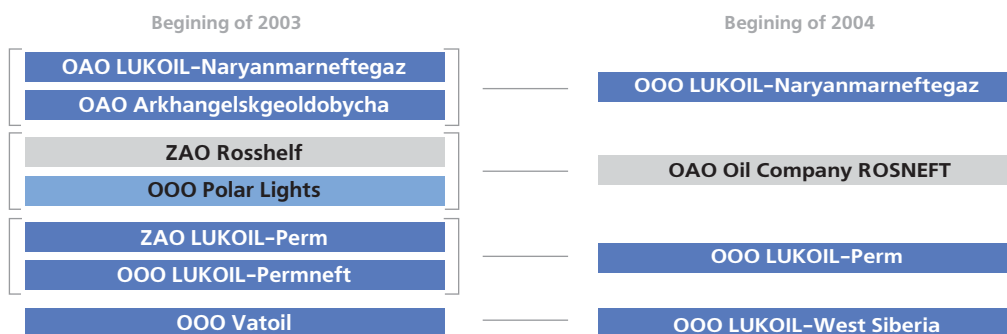 Begining of 2003
Begining of 2004
OAO LUKOIL–Naryanmarneftegaz
OAO Arkhangelskgeoldobycha
OOO LUKOIL–Naryanmarneftegaz
ZAO Rosshelf
OOO Polar Lights
OAO Oil Company ROSNEFT
ZAO LUKOIL–Perm
OOO LUKOIL–Permneft
OOO LUKOIL–Perm
OOO Vatoil
OOO LUKOIL–West Siberia